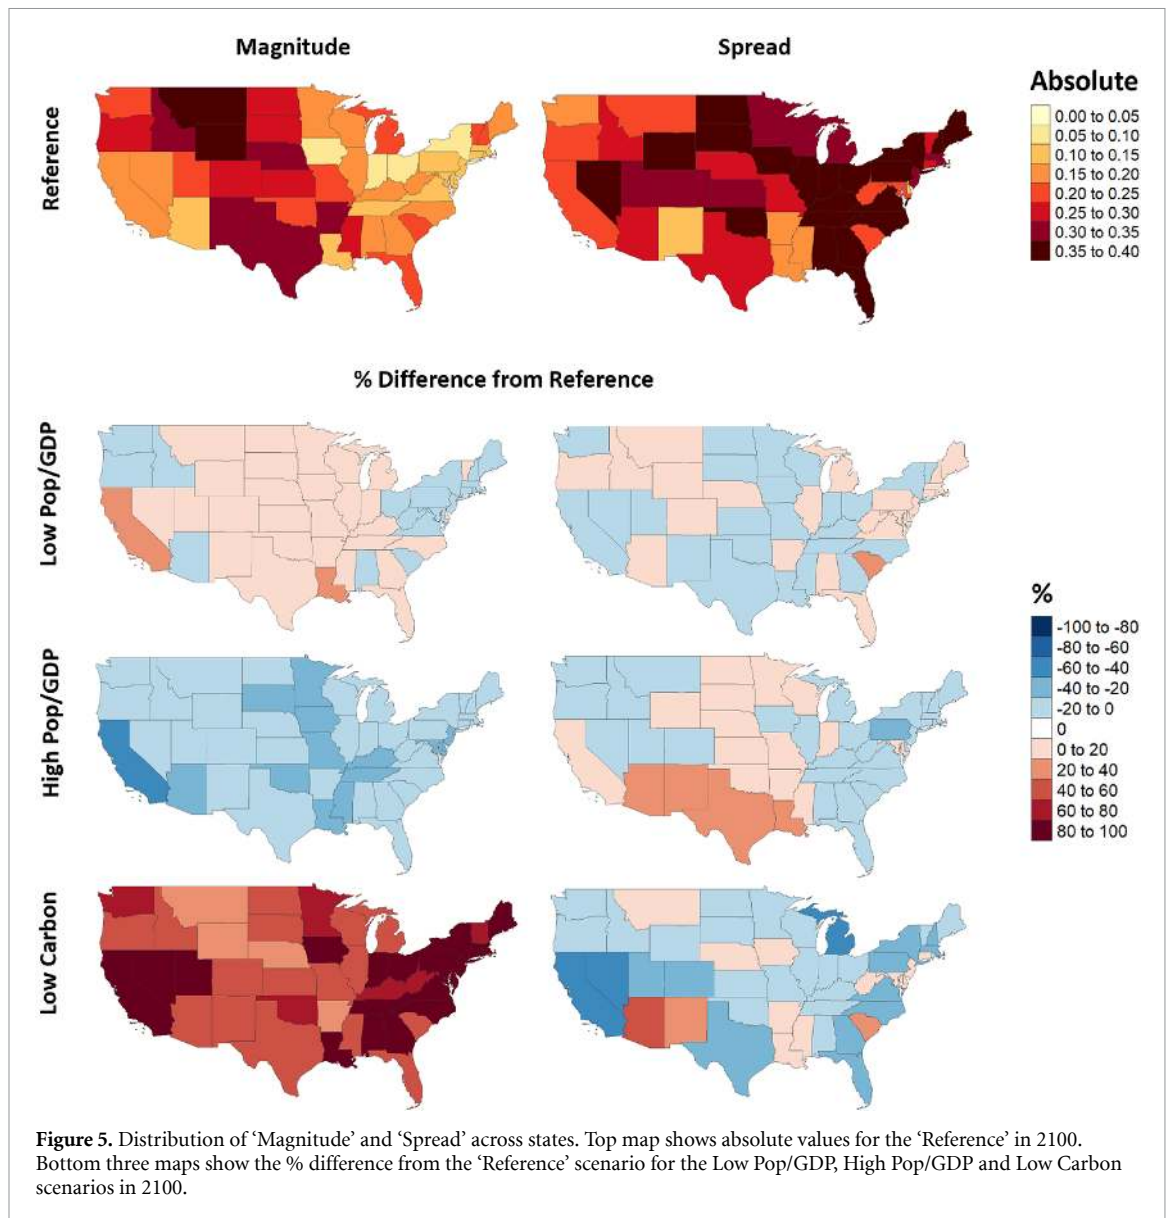 Magnitude
Spread
Absolute
0.00 to 0.05
0.05 to 0.10
0.10 to 0.15
0.15 to 0.20
0.20 to 0.25
0.25 to 0.30
0.30 to 0.35
0.35 to 0.40
Reference
% Difference from Reference
Low Pop/GDP
High Pop/GDP
Low Carbon
%
-100 to -80
-80 to -60
-60 to -40
-40 to -20
-20 to 0
0
0 to 20
20 to 40
40 to 60
60 to 80
80 to 100
Figure 5. Distribution of ‘Magnitude’ and ‘Spread’ across states. Top map shows absolute values for the ‘Reference’ in 2100.
Bottom three maps show the % difference from the ‘Reference’ scenario for the Low Pop/GDP, High Pop/GDP and Low Carbon
scenarios in 2100.